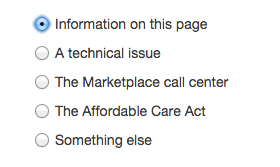 Information on this page
A technical issue
The Marketplace call center
The Affordable Care Act
Something else